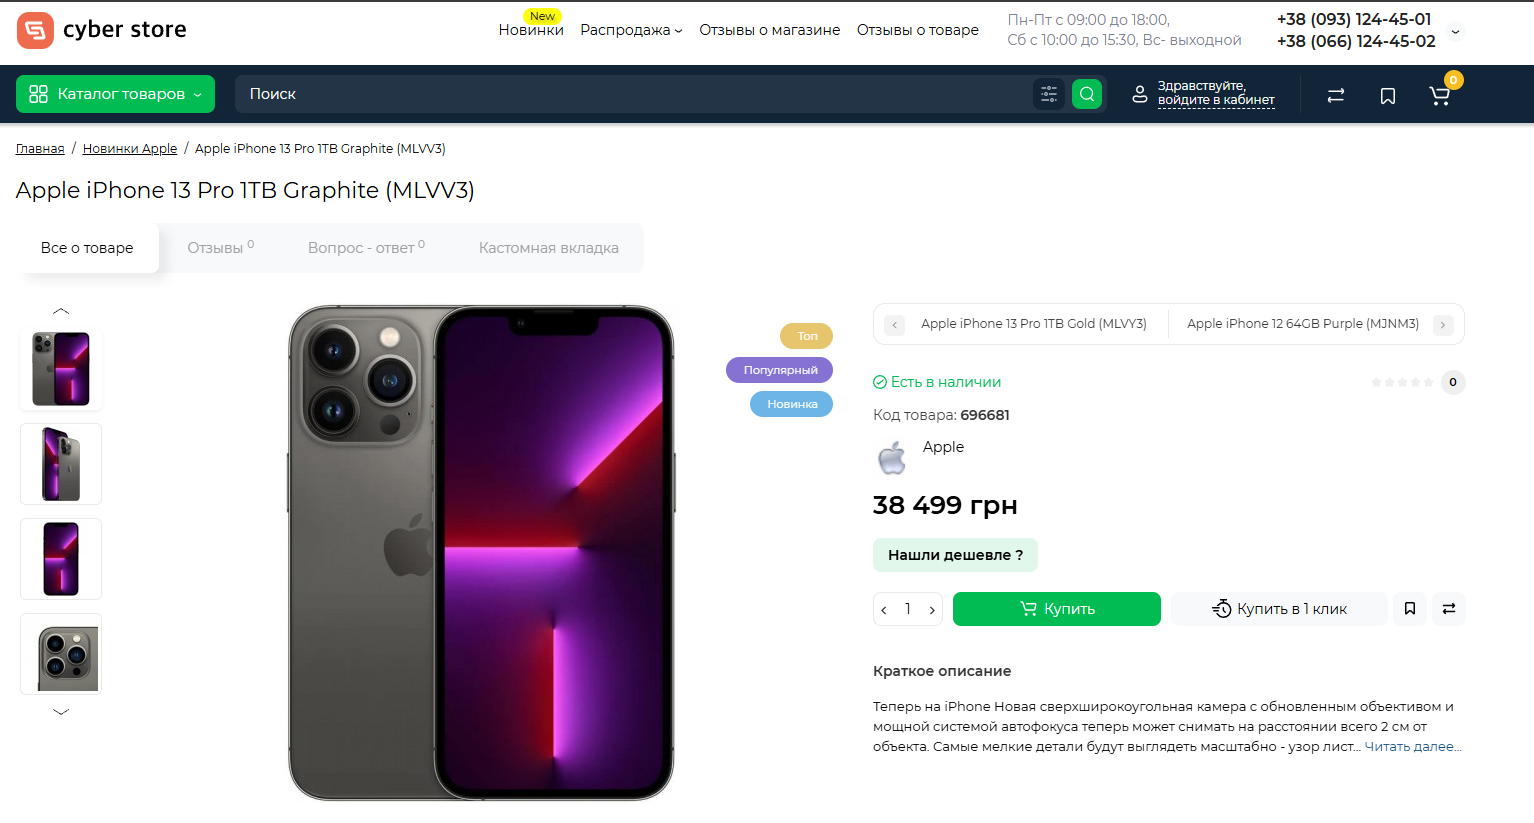 cyber store
New
Новинки
Распродажа
Отзывы о магазине
Отзывы о товаре
Пн-Пт с 09:00 до 18:00,
Сб с 10:00 до 15:30, Вс- выходной
+38 (093) 124-45-01
+38 (066) 124-45-02
Каталог товаров
Поиск
Здравствуйте,
войдите в кабинет
0
Главная / Новинки Apple / Apple iPhone 13 Pro 1TB Graphite (MLVV3)
Apple iPhone 13 Pro 1TB Graphite (MLVV3)
Все о товаре
Отзывы 0
Вопрос - ответ 0
Кастомная вкладка
Топ
Популярный
Новинка
Apple iPhone 13 Pro 1TB Gold (MLVY3)
Apple iPhone 12 64GB Purple (MJNM3)
Есть в наличии
0
Код товара: 696681
Apple
38 499 грн
Нашли дешевле ?
1
Купить
Купить в 1 клик
Краткое описание
Теперь на iPhone Новая сверхширокоугольная камера с обновленным объективом и
мощной системой автофокуса теперь может снимать на расстоянии всего 2 см от
объекта. Самые мелкие детали будут выглядеть масштабно - узор лист... Читать далее...